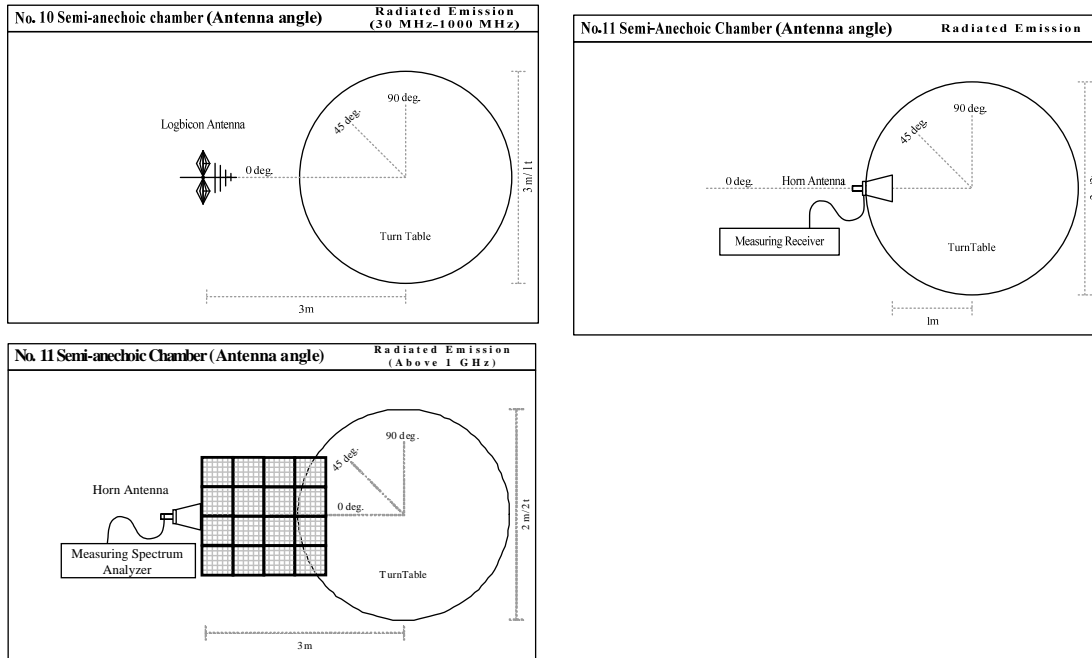 No. 10 Semi-anechoic chamber (Antenna angle)
Radiated Emission
(30 MHz-1000 MHz)
90 deg.
45 deg.
Logbicon Antenna
0 deg.
3 m/1 t
Turn Table
3m
No.11 Semi-Anechoic Chamber (Antenna angle)
Radiated Emission
90 deg.
45 deg.
0 deg.
Horn Antenna
Measuring Receiver
TurnTable
1m
No. 11 Semi-anechoic Chamber (Antenna angle)
Radiated Emission
(Above 1 GHz)
90 deg.
45 deg.
Horn Antenna
0 deg.
2 m/2 t
Measuring Spectrum
Analyzer
TurnTable
3m